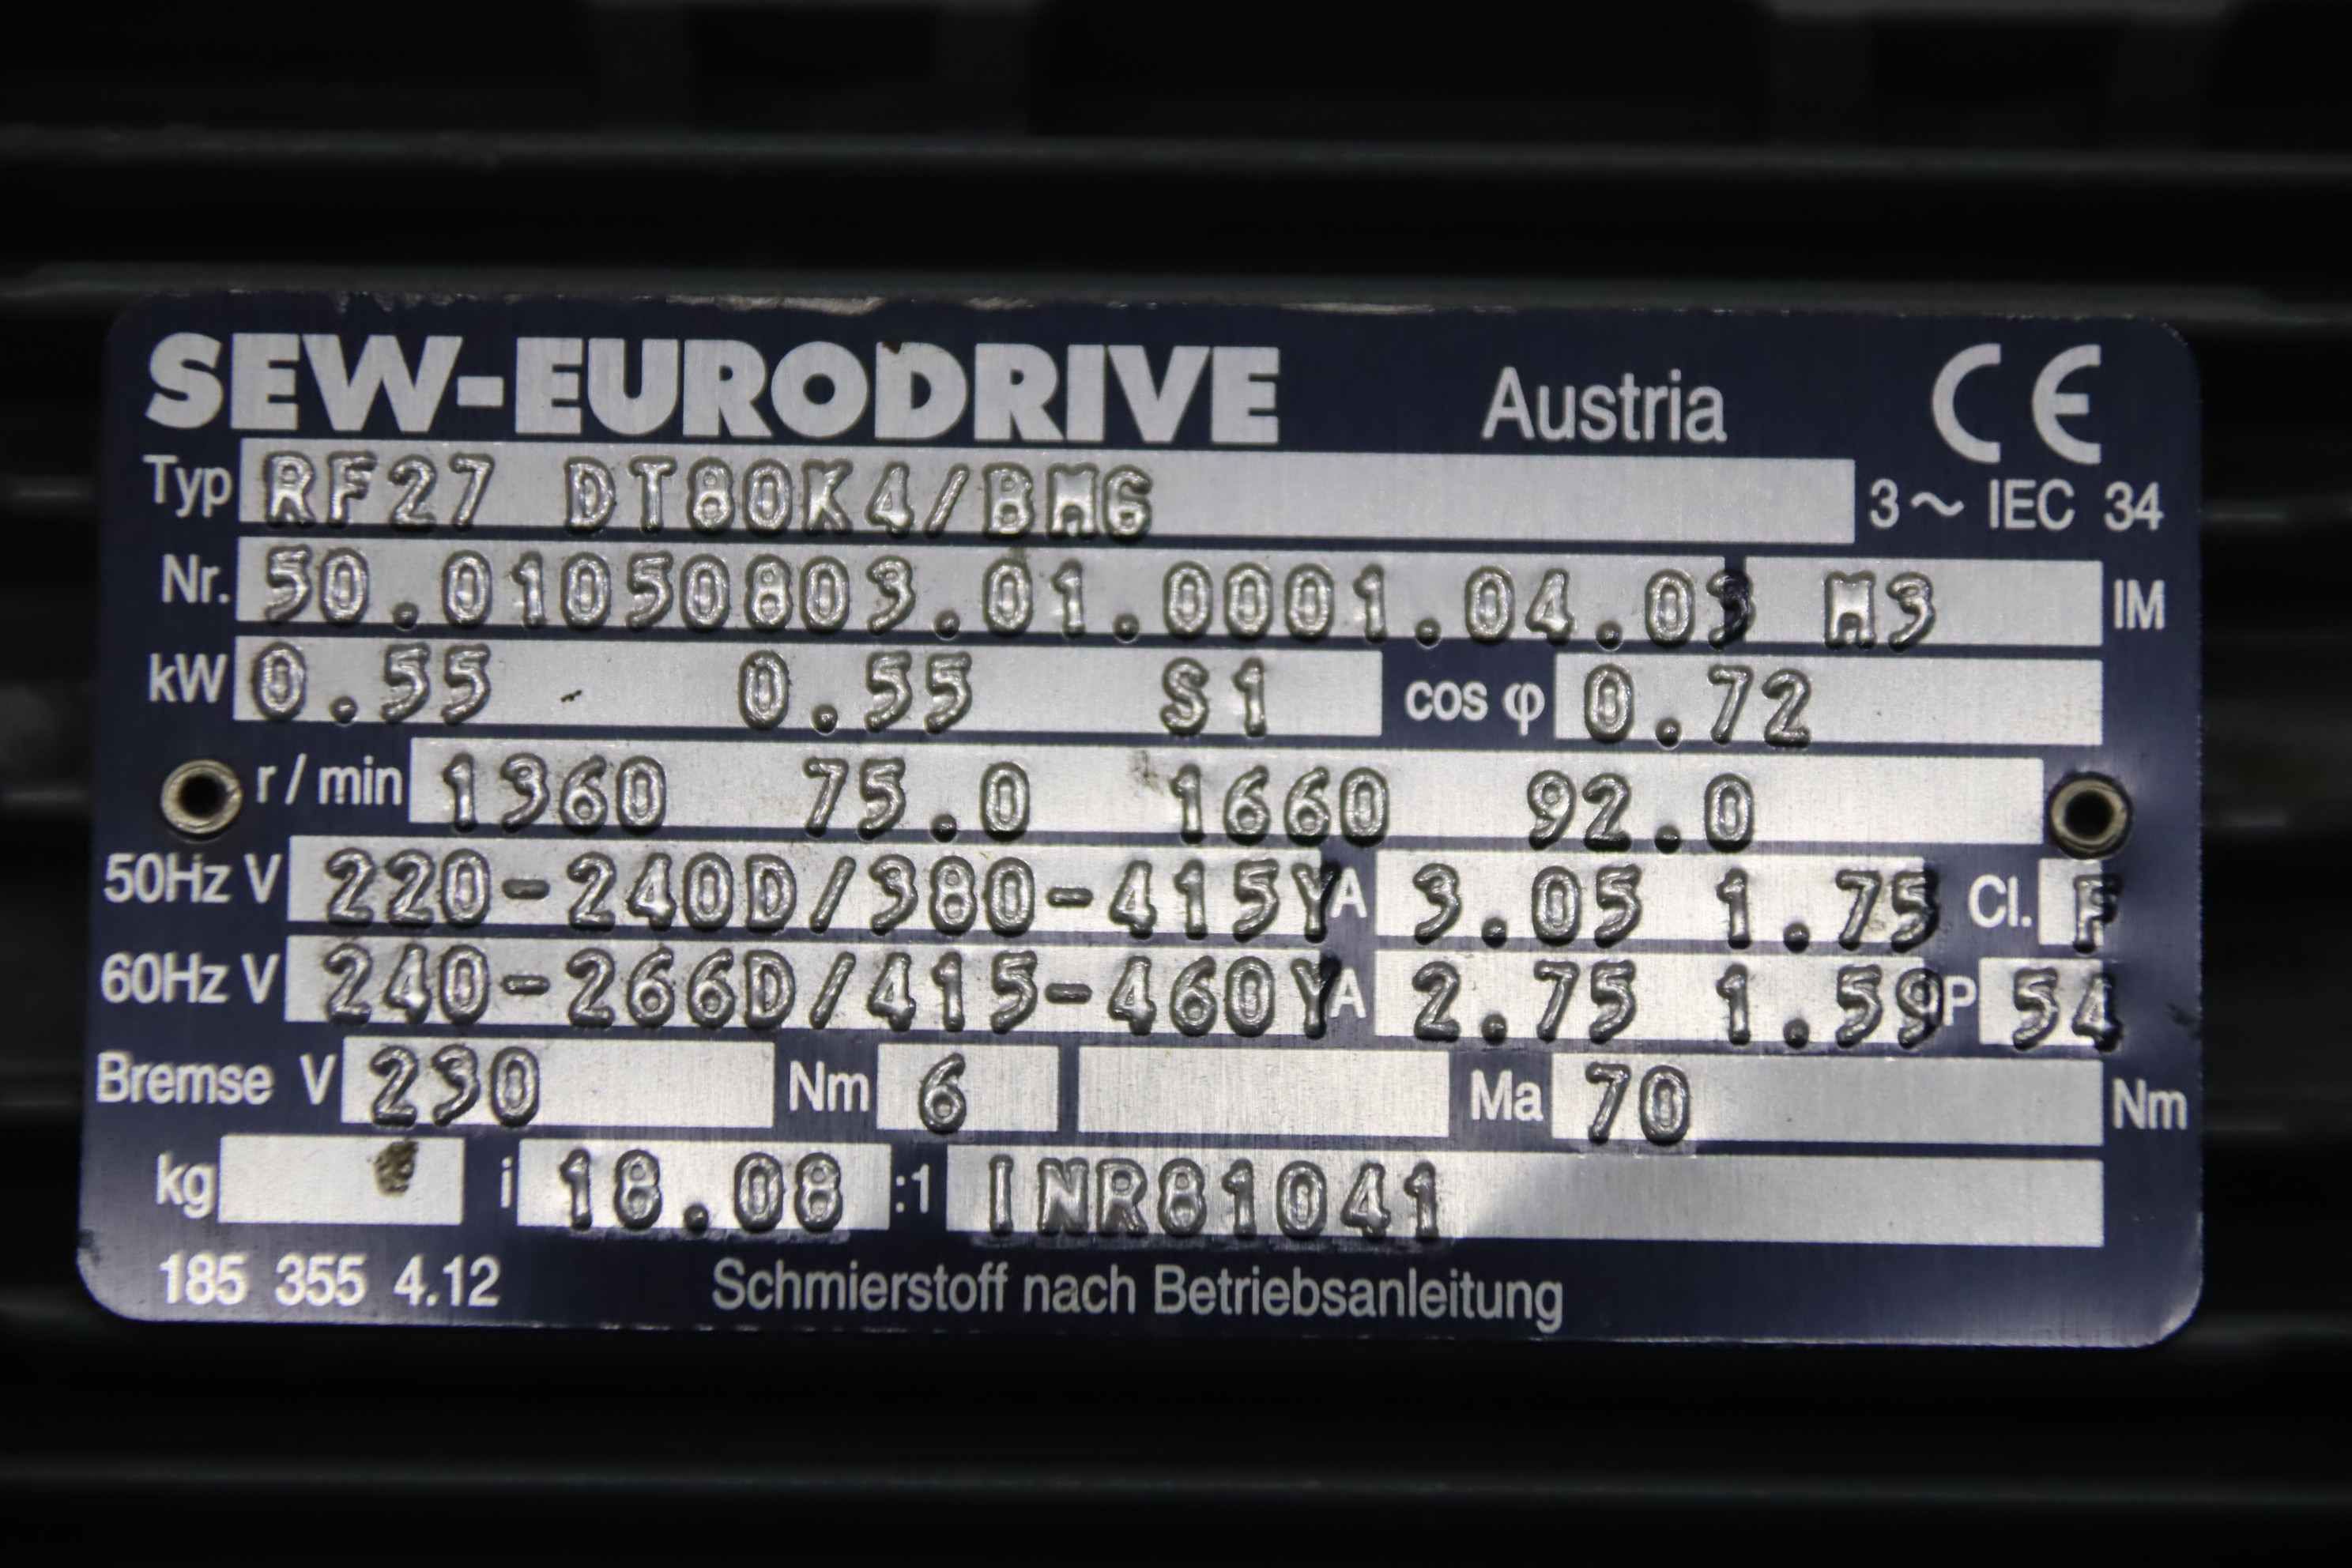 SEW-EURODRIVE Austria CE
Typ RF27 DT80K4/BM6 3~ IEC 34
Nr. 50.01050803.01.0001.04.03 M3 IM
kW 0.55 0.55 S1 cos φ 0.72
r / min 1360 75.0 1660 92.0
50Hz V 220-240D/380-415Y A 3.05 1.75 Cl. F
60Hz V 240-266D/415-460Y A 2.75 1.59 P 54
Bremse V 230 Nm 6 Ma 70 Nm
kg i 18.08 :1 INR81041
185 355 4.12 Schmierstoff nach Betriebsanleitung